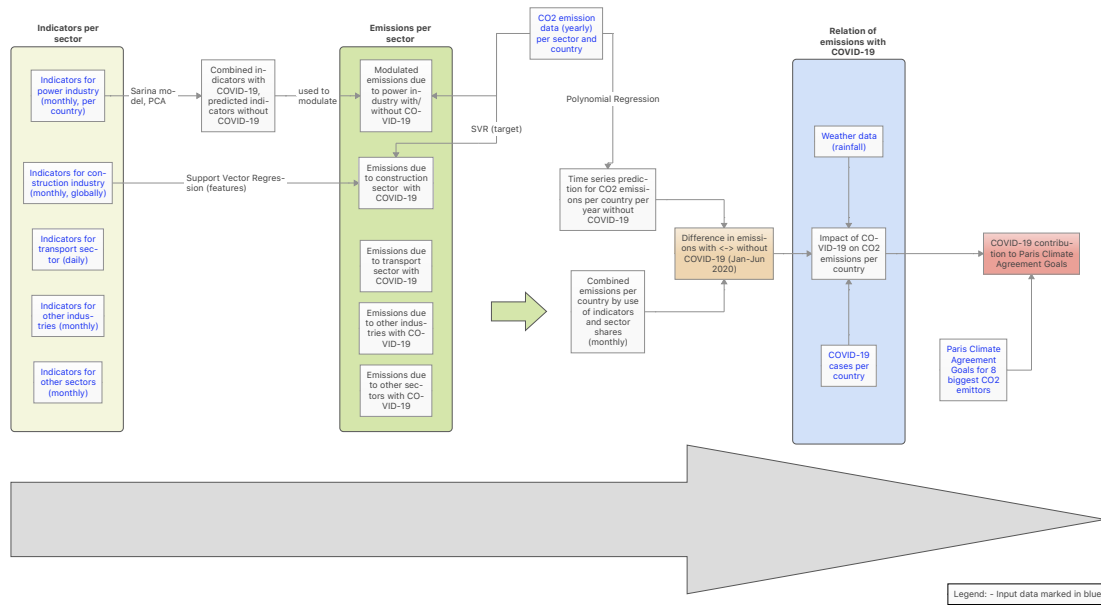 Indicators per
sector
Indicators for
power industry
(monthly, per
country)
Sarina mo-
del, PCA
Combined in-
dicators with
COVID-19,
predicted indi-
cators without
COVID-19
used to
modulate
Indicators for con-
struction industry
(monthly, globally)
Support Vector Regres-
sion (features)
Indicators for
transport sec-
tor (daily)
Indicators for
other indus-
tries (monthly)
Indicators for
other sectors
(monthly)
Emissions per
sector
Modulated
emissions due
to power in-
dustry with/
without CO-
VID-19
Emissions due
to construction
sector with
COVID-19
Emissions due
to transport
sector with
COVID-19
Emissions due
to other indus-
tries with CO-
VID-19
Emissions due
to other sec-
tors with CO-
VID-19
CO2 emission
data (yearly)
per sector and
country
SVR (target)
Polynomial Regression
Time series predic-
tion for CO2 emissi-
ons per country per
year without
COVID-19
Combined
emissions per
country by use
of indicators
and sector
shares
(monthly)
Difference in emissi-
ons with <-> without
COVID-19 (Jan-Jun
2020)
Relation of
emissions with
COVID-19
Weather data
(rainfall)
Impact of CO-
VID-19 on CO2
emissions per
country
COVID-19
cases per
country
COVID-19 contribu-
tion to Paris Climate
Agreement Goals
Paris Climate
Agreement
Goals for 8
biggest CO2
emittors
Legend: - Input data marked in blue